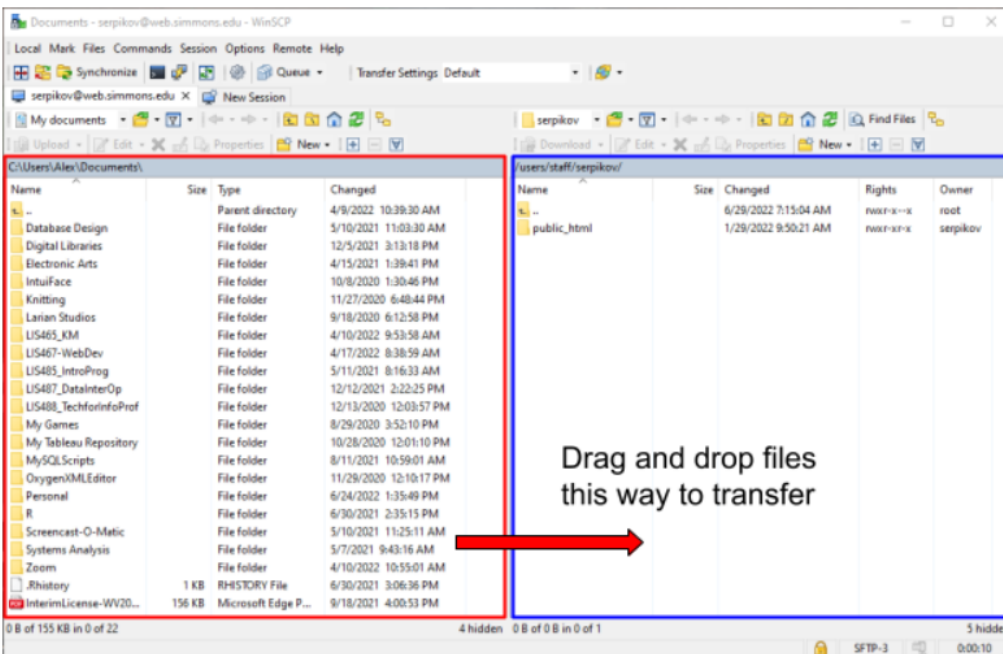 Documents - serpikov@web.simmons.edu - WinSCP
Local Mark Files Commands Session Options Remote Help
Synchronize Queue Transfer Settings Default
serpikov@web.simmons.edu X New Session
My documents serpikov Find Files
Upload Edit Properties New Download Edit Properties New
C:\Users\Alex\Documents\ /users/staff/serpikov/
Name Size Type Changed Name Size Changed Rights Owner
.. Parent directory 4/9/2022 10:39:30 AM .. 6/29/2022 7:15:04 AM rwxr-x--x root
Database Design File folder 5/10/2021 11:03:30 AM public_html 1/29/2022 9:50:21 AM rwxr-xr-x serpikov
Digital Libraries File folder 12/5/2021 3:13:18 PM
Electronic Arts File folder 4/15/2021 1:39:41 PM
IntuiFace File folder 10/8/2020 1:30:46 PM
Knitting File folder 11/27/2020 6:48:44 PM
Larian Studios File folder 9/18/2020 6:12:58 PM
LIS465_KM File folder 4/10/2022 9:53:58 AM
LIS467-WebDev File folder 4/17/2022 8:38:59 AM
LIS485_IntroProg File folder 5/11/2021 8:16:33 AM
LIS487_DataInterOp File folder 12/12/2021 2:22:25 PM
LIS488_TechforInfoProf File folder 12/13/2020 12:03:57 PM
My Games File folder 8/29/2020 3:52:10 PM
My Tableau Repository File folder 10/28/2020 12:01:10 PM
MySQLScripts File folder 8/11/2021 10:59:01 AM
OxygenXMLEditor File folder 11/29/2020 12:10:17 PM
Personal File folder 6/24/2022 1:35:49 PM
R File folder 6/30/2021 2:35:15 PM
Screencast-O-Matic File folder 5/10/2021 11:25:11 AM
Systems Analysis File folder 5/7/2021 9:43:16 AM
Zoom File folder 4/10/2022 10:55:01 AM
.Rhistory 1 KB RHISTORY File 6/30/2021 3:06:36 PM
InterimLicense-WV20... 156 KB Microsoft Edge P... 9/18/2021 4:00:53 PM
Drag and drop files
this way to transfer
0 B of 155 KB in 0 of 22 4 hidden 0 B of 0 B in 0 of 1 5 hidde
SFTP-3 0:00:10